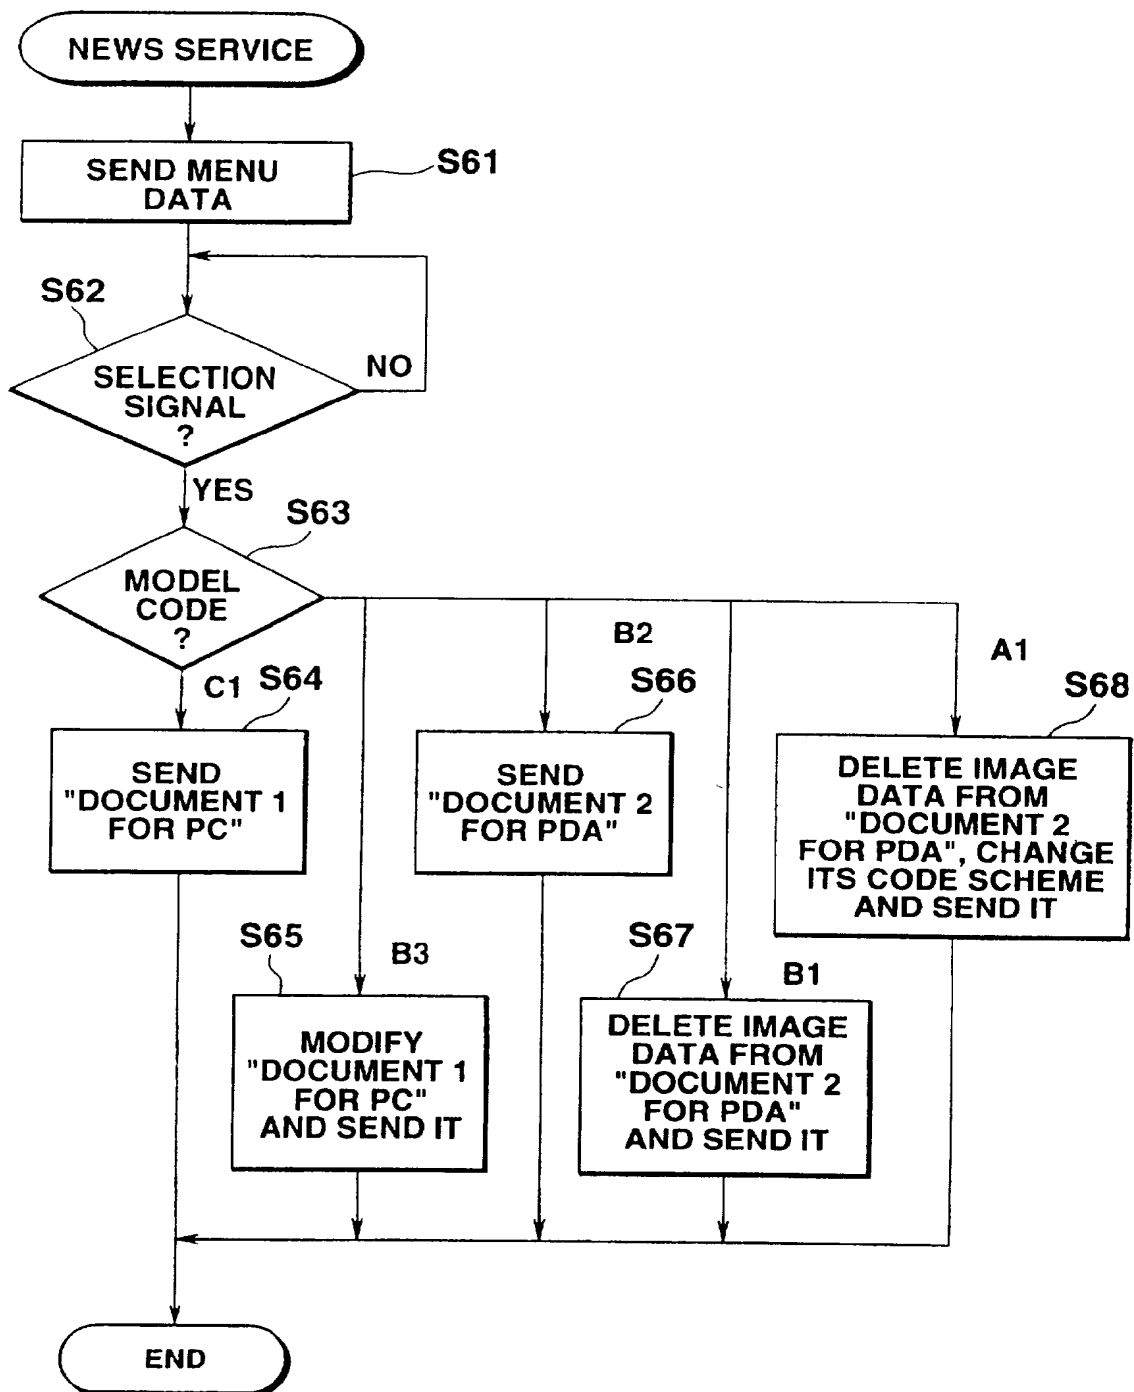 NEWS SERVICE
SEND MENU
DATA
S61
S62
SELECTION
SIGNAL
?
NO
YES
S63
MODEL
CODE
?
C1
S64
SEND
"DOCUMENT 1
FOR PC"
B2
S66
SEND
"DOCUMENT 2
FOR PDA"
A1
S68
DELETE IMAGE
DATA FROM
"DOCUMENT 2
FOR PDA", CHANGE
ITS CODE SCHEME
AND SEND IT
S65
B3
MODIFY
"DOCUMENT 1
FOR PC"
AND SEND IT
S67
B1
DELETE IMAGE
DATA FROM
"DOCUMENT 2
FOR PDA"
AND SEND IT
END